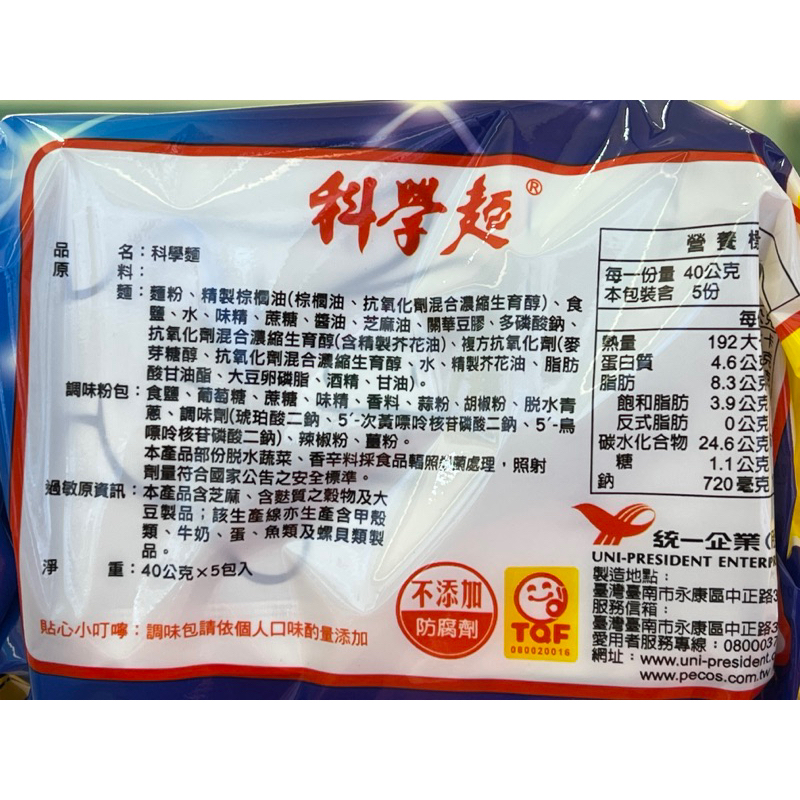 科學麵®
品名：科學麵
原料：
麵：麵粉、精製棕櫚油(棕櫚油、抗氧化劑混合濃縮生育醇)、食
鹽、水、味精、蔗糖、醬油、芝麻油、關華豆膠、多磷酸鈉、
抗氧化劑混合濃縮生育醇(含精製芥花油)、複方抗氧化劑(麥
芽糖醇、抗氧化劑混合濃縮生育醇、水、精製芥花油、脂肪
酸甘油酯、大豆卵磷脂、酒精、甘油)。
調味粉包：食鹽、葡萄糖、蔗糖、味精、香料、蒜粉、胡椒粉、脫水青
蔥、調味劑(琥珀酸二鈉、5´-次黃嘌呤核苷磷酸二鈉、5´-鳥
嘌呤核苷磷酸二鈉)、辣椒粉、薑粉。
本產品部份脫水蔬菜、香辛料採食品輻照殺菌處理，照射
劑量符合國家公告之安全標準。
過敏原資訊：本產品含芝麻、含麩質之穀物及大
豆製品；該生產線亦生產含甲殼
類、牛奶、蛋、魚類及螺貝類製
品。
淨重：40公克×5包入
貼心小叮嚀：調味包請依個人口味酌量添加
不添加
防腐劑
TQF
080020016
營養標
每一份量 40公克
本包裝含 5份
每
熱量 192大卡
蛋白質 4.6公克
脂肪 8.3公克
飽和脂肪 3.9公克
反式脂肪 0公克
碳水化合物 24.6公克
糖 1.1公克
鈉 720毫克
統一企業
UNI-PRESIDENT ENTERPR
製造地點：
臺灣臺南市永康區中正路3
服務信箱：
臺灣臺南市永康區中正路3
愛用者服務專線：0800037
網址：www.uni-president.c
www.pecos.com.tw